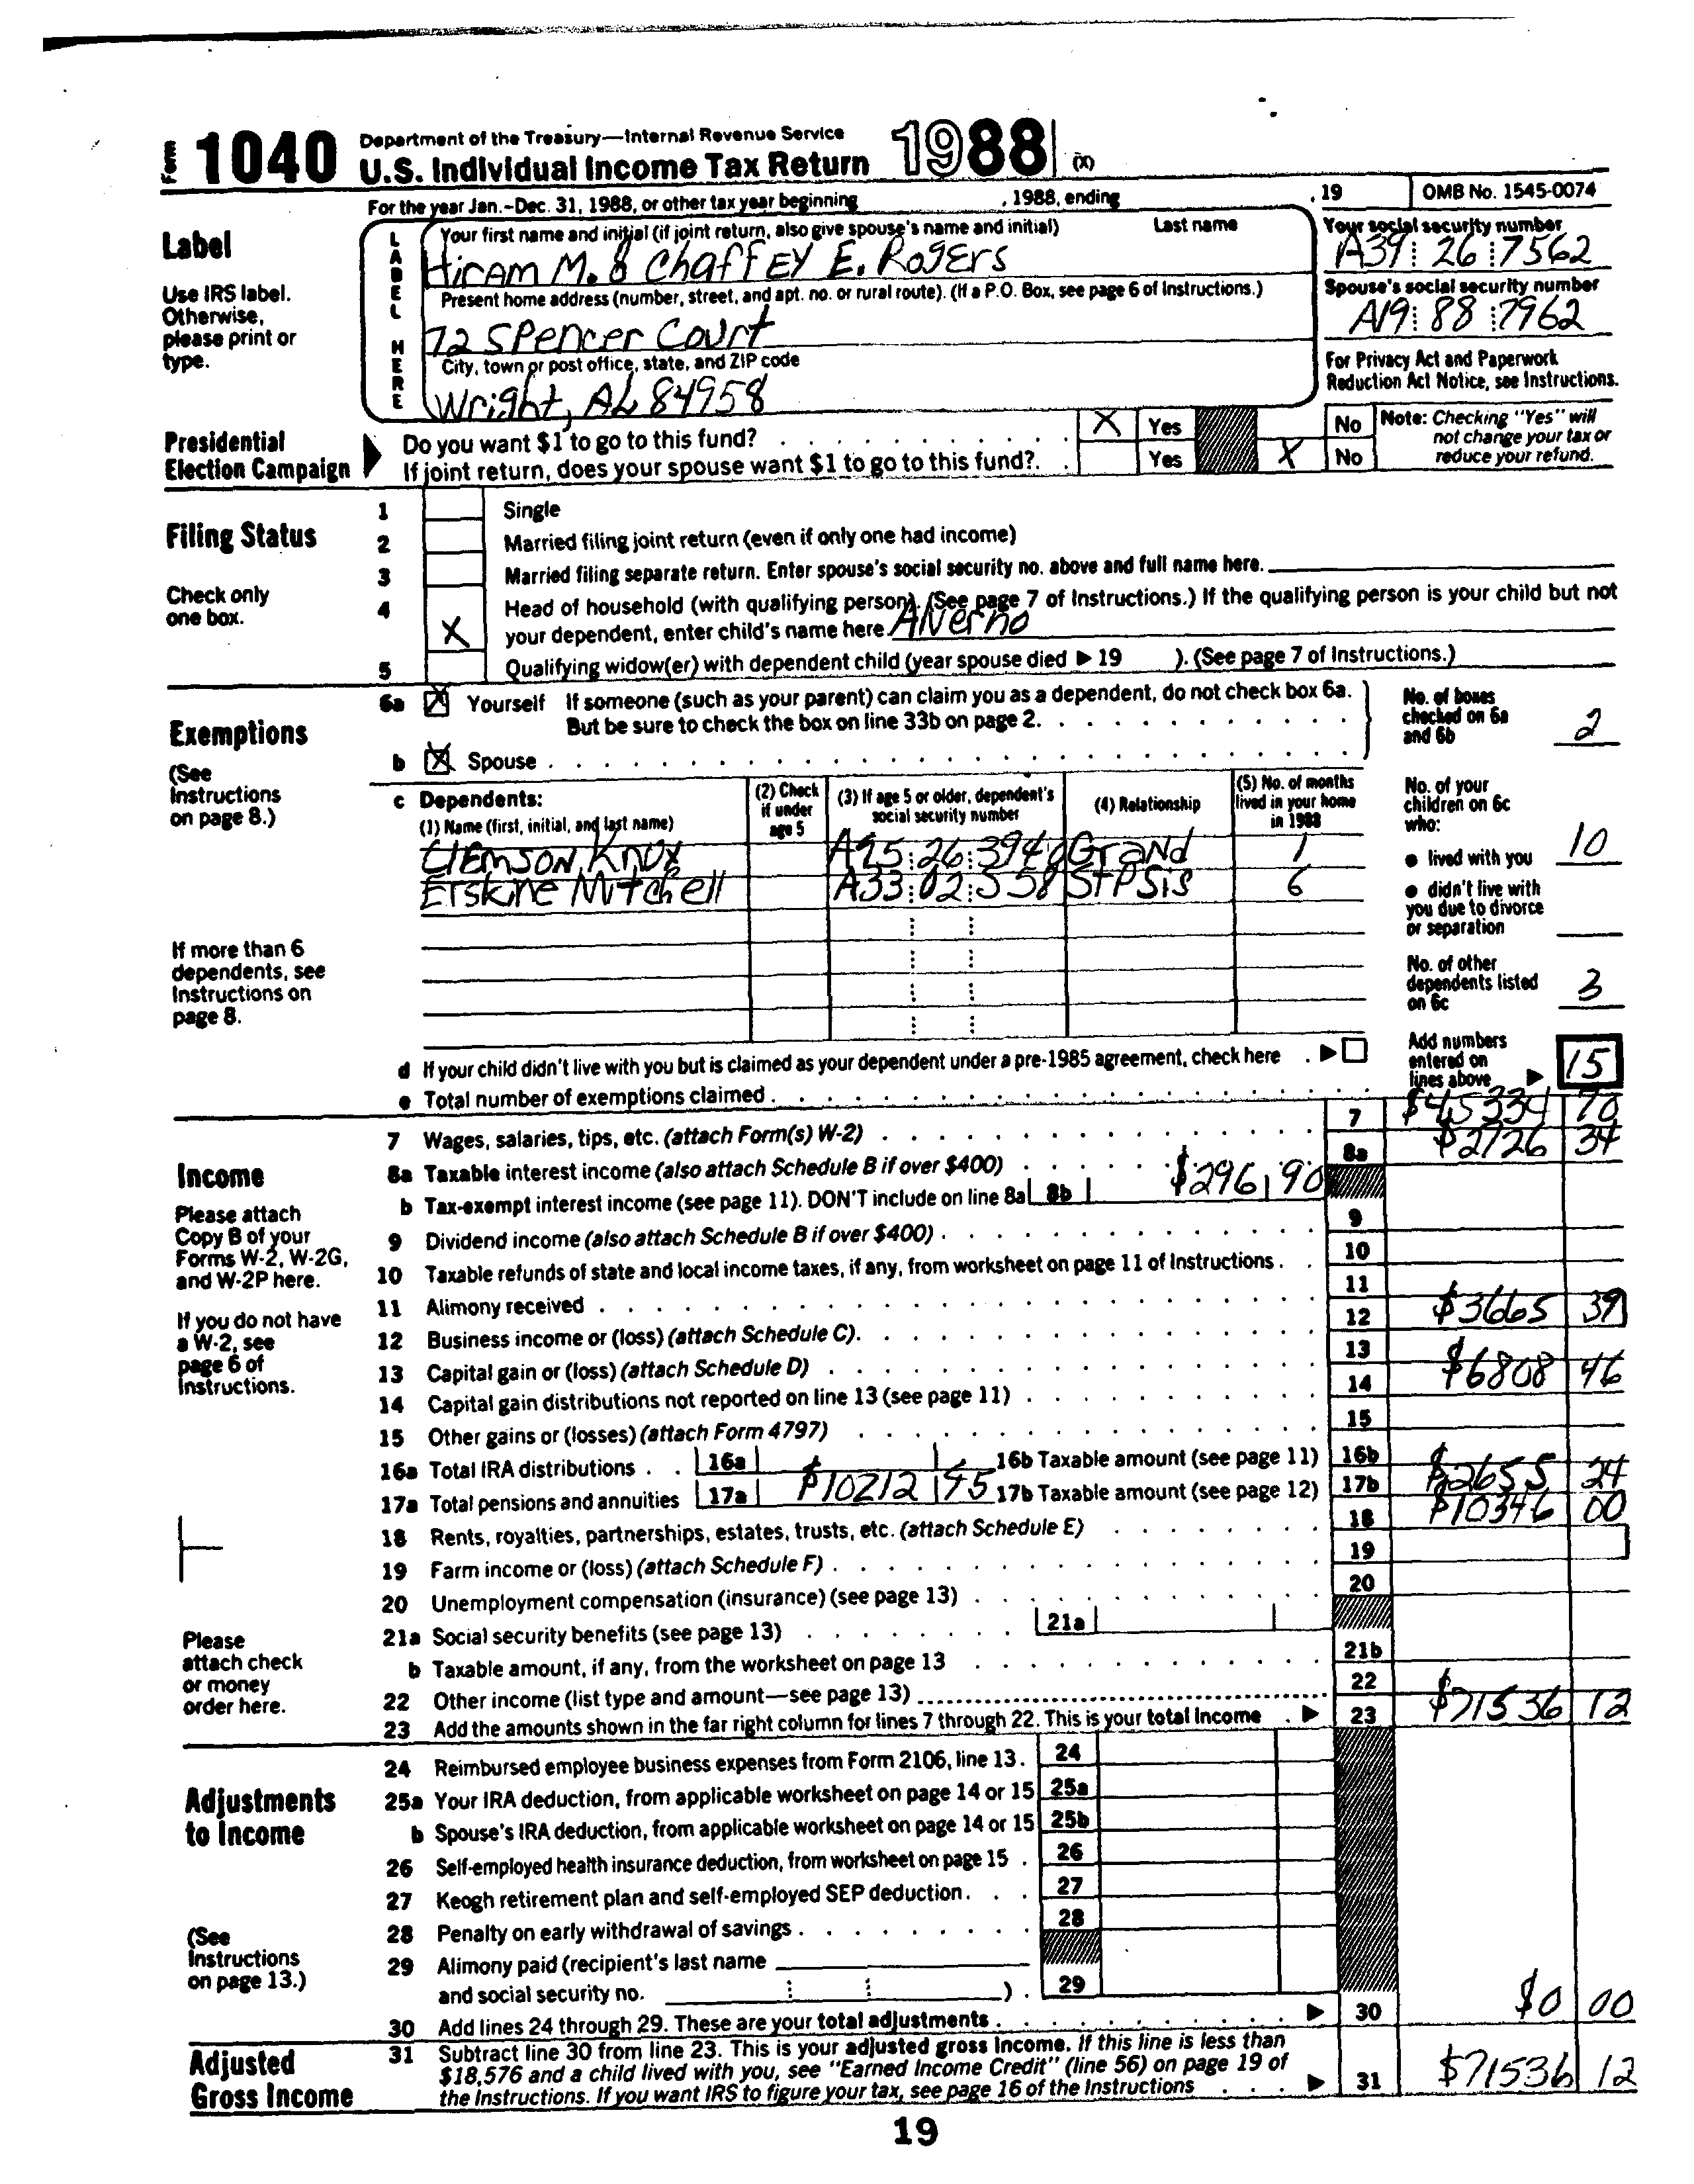 Form 1040 Department of the Treasury—Internal Revenue Service
U.S. Individual Income Tax Return 1988 (X)
For the year Jan.–Dec. 31, 1988, or other tax year beginning , 1988, ending , 19 OMB No. 1545-0074
Label
Use IRS label. Otherwise, please print or type.
LABEL HERE
Your first name and initial (if joint return, also give spouse's name and initial) Last name
Hiram M. & Chaffey E. Rogers
Your social security number
A39 26 7562
Present home address (number, street, and apt. no. or rural route). (If a P.O. Box, see page 6 of Instructions.)
72 Spencer Court
Spouse's social security number
A19 88 7962
City, town or post office, state, and ZIP code
Wright, AL 84958
For Privacy Act and Paperwork Reduction Act Notice, see Instructions.
Presidential Election Campaign
Do you want $1 to go to this fund? X Yes No
If joint return, does your spouse want $1 to go to this fund? Yes X No
Note: Checking "Yes" will not change your tax or reduce your refund.
Filing Status
Check only one box.
1 Single
2 Married filing joint return (even if only one had income)
3 Married filing separate return. Enter spouse's social security no. above and full name here.
4 Head of household (with qualifying person). (See page 7 of Instructions.) If the qualifying person is your child but not
X your dependent, enter child's name here
5 Qualifying widow(er) with dependent child (year spouse died ▶ 19 ). (See page 7 of Instructions.)
Exemptions
(See Instructions on page 8.)
6a X Yourself If someone (such as your parent) can claim you as a dependent, do not check box 6a.
But be sure to check the box on line 33b on page 2.
b X Spouse
No. of boxes checked on 6a and 6b 2
c Dependents:
(1) Name (first, initial, and last name)
(2) Check if under age 5
(3) If age 5 or older, dependent's social security number
(4) Relationship
(5) No. of months lived in your home in 1988
Clemson Knox A95 26 3940 Grand 1
Erskine Mitchell A33 02 558 StPSis 6
If more than 6 dependents, see Instructions on page 8.
No. of your children on 6c who:
● lived with you 10
● didn't live with you due to divorce or separation
No. of other dependents listed on 6c 3
d If your child didn't live with you but is claimed as your dependent under a pre-1985 agreement, check here . ▶
e Total number of exemptions claimed
Add numbers entered on lines above ▶ 15
Income
Please attach Copy B of your Forms W-2, W-2G, and W-2P here.
If you do not have a W-2, see page 6 of Instructions.
7 Wages, salaries, tips, etc. (attach Form(s) W-2) 7 $45334 70
8a Taxable interest income (also attach Schedule B if over $400) 8a $2726 34
b Tax-exempt interest income (see page 11). DON'T include on line 8a 8b $296 90
9 Dividend income (also attach Schedule B if over $400) 9
10 Taxable refunds of state and local income taxes, if any, from worksheet on page 11 of Instructions 10
11 Alimony received 11
12 Business income or (loss) (attach Schedule C). 12 $3665 39
13 Capital gain or (loss) (attach Schedule D) 13
14 Capital gain distributions not reported on line 13 (see page 11) 14 $6808 46
15 Other gains or (losses) (attach Form 4797) 15
16a Total IRA distributions 16a 16b Taxable amount (see page 11) 16b
17a Total pensions and annuities 17a $10212 45 17b Taxable amount (see page 12) 17b $2655 24
18 Rents, royalties, partnerships, estates, trusts, etc. (attach Schedule E) 18 $10346 00
19 Farm income or (loss) (attach Schedule F) 19
20 Unemployment compensation (insurance) (see page 13) 20
Please attach check or money order here.
21a Social security benefits (see page 13) 21a
b Taxable amount, if any, from the worksheet on page 13 21b
22 Other income (list type and amount—see page 13) 22
23 Add the amounts shown in the far right column for lines 7 through 22. This is your total income ▶ 23 $71536 12
Adjustments to Income
(See Instructions on page 13.)
24 Reimbursed employee business expenses from Form 2106, line 13. 24
25a Your IRA deduction, from applicable worksheet on page 14 or 15 25a
b Spouse's IRA deduction, from applicable worksheet on page 14 or 15 25b
26 Self-employed health insurance deduction, from worksheet on page 15 26
27 Keogh retirement plan and self-employed SEP deduction. 27
28 Penalty on early withdrawal of savings 28
29 Alimony paid (recipient's last name
and social security no. ) 29
30 Add lines 24 through 29. These are your total adjustments ▶ 30 $0 00
Adjusted Gross Income
31 Subtract line 30 from line 23. This is your adjusted gross income. If this line is less than
$18,576 and a child lived with you, see "Earned Income Credit" (line 56) on page 19 of
the Instructions. If you want IRS to figure your tax, see page 16 of the Instructions ▶ 31 $71536 12
19